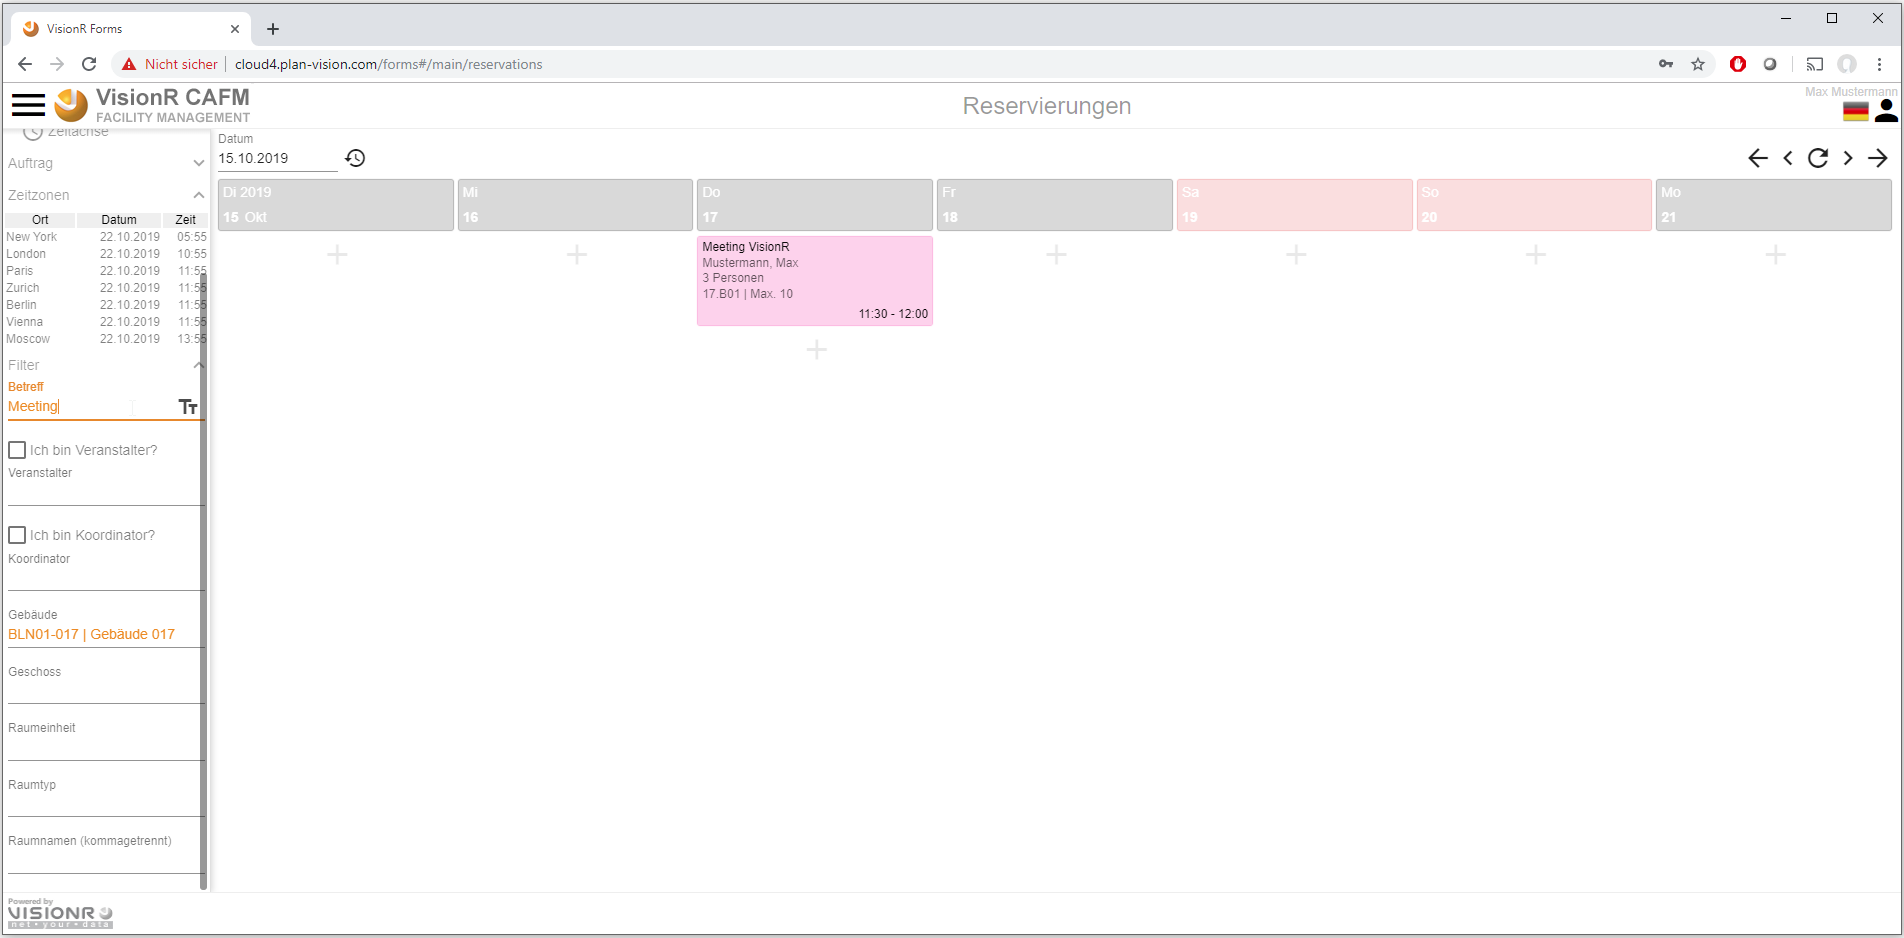 VisionR Forms
Nicht sicher
cloud4.plan-vision.com/forms#/main/reservations
VisionR CAFM
FACILITY MANAGEMENT
Reservierungen
Max Mustermann
Zeitachse
Auftrag
Zeitzonen
Ort Datum Zeit
New York 22.10.2019 05:55
London 22.10.2019 10:55
Paris 22.10.2019 11:55
Zurich 22.10.2019 11:55
Berlin 22.10.2019 11:55
Vienna 22.10.2019 11:55
Moscow 22.10.2019 13:55
Filter
Betreff
Meeting
Ich bin Veranstalter?
Veranstalter
Ich bin Koordinator?
Koordinator
Gebäude
BLN01-017 | Gebäude 017
Geschoss
Raumeinheit
Raumtyp
Raumnamen (kommagetrennt)
Datum
15.10.2019
Di 2019
15 Okt
Mi
16
Do
17
Fr
18
Sa
19
So
20
Mo
21
Meeting VisionR
Mustermann, Max
3 Personen
17.B01 | Max. 10
11:30 - 12:00
Powered by
VISIONR
net • your • data